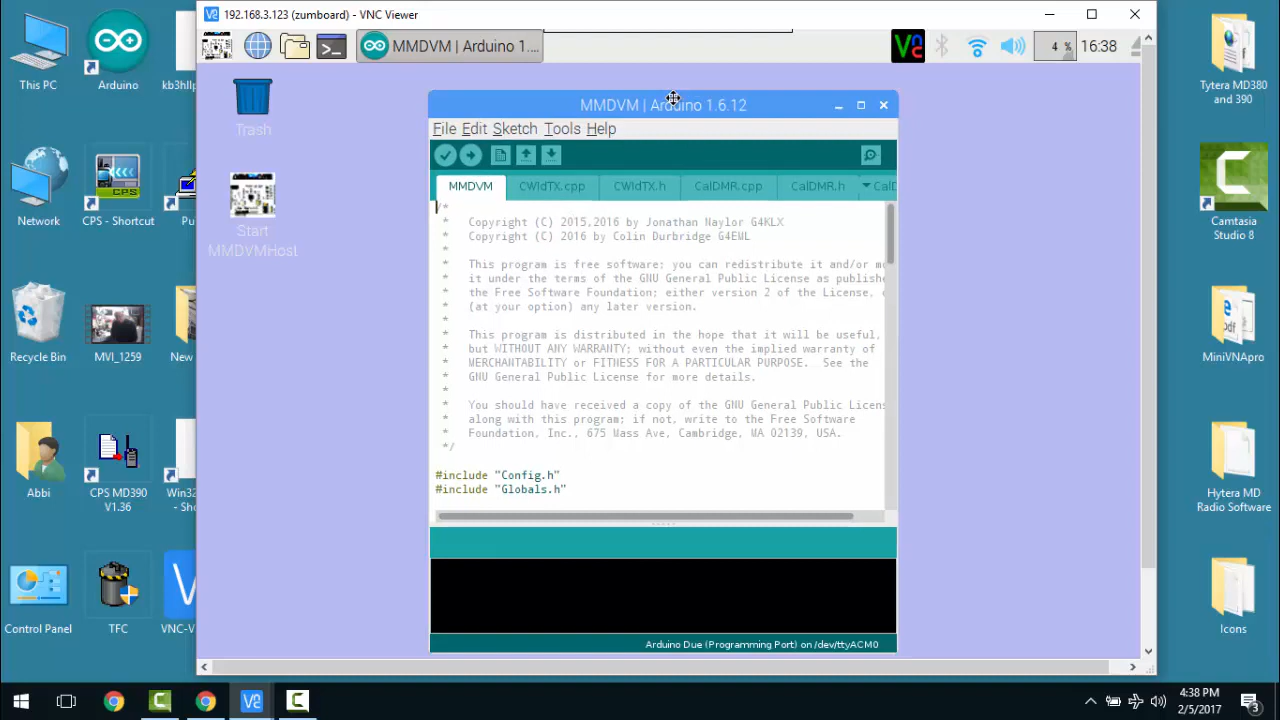 192.168.3.123 (zumboard) - VNC Viewer
MMDVM | Arduino 1....
4 %
16:38
This PC
Arduino
kb3hllp
Network
CPS - Shortcut
Pu
Recycle Bin
MVI_1259
New
Abbi
CPS MD390
V1.36
Win32
- Sho
Control Panel
TFC
VNC-V
Trash
Start
MMDVMHost
MMDVM | Arduino 1.6.12
File Edit Sketch Tools Help
MMDVM CWIdTX.cpp CWIdTX.h CalDMR.cpp CalDMR.h CalD
/*
* Copyright (C) 2015,2016 by Jonathan Naylor G4KLX
* Copyright (C) 2016 by Colin Durbridge G4EML
*
* This program is free software; you can redistribute it and/or mo
* it under the terms of the GNU General Public License as publishe
* the Free Software Foundation; either version 2 of the License, o
* (at your option) any later version.
*
* This program is distributed in the hope that it will be useful,
* but WITHOUT ANY WARRANTY; without even the implied warranty of
* MERCHANTABILITY or FITNESS FOR A PARTICULAR PURPOSE. See the
* GNU General Public License for more details.
*
* You should have received a copy of the GNU General Public Licens
* along with this program; if not, write to the Free Software
* Foundation, Inc., 675 Mass Ave, Cambridge, MA 02139, USA.
*/
#include "Config.h"
#include "Globals.h"
Arduino Due (Programming Port) on /dev/ttyACM0
Tytera MD380
and 390
Camtasia
Studio 8
MiniVNApro
Hytera MD
Radio Software
Icons
4:38 PM
2/5/2017
3